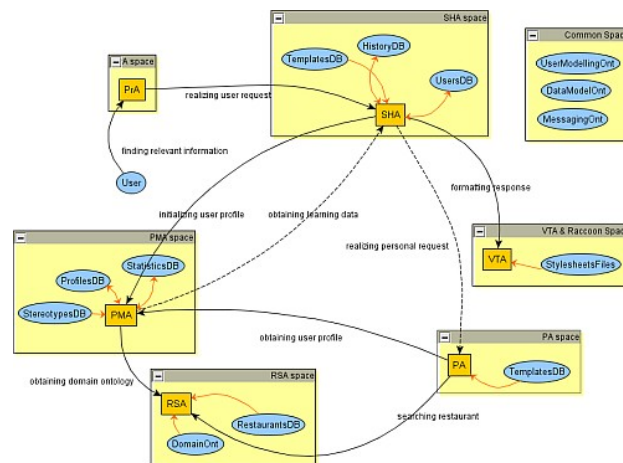 SHA space
Common Spac
A space
HistoryDB
TemplatesDB
UsersDB
UserModellingOnt
DataModelOnt
MessagingOnt
PrA
realizing user request
SHA
finding relevant information
User
formatting response
initializing user profile
obtaining learning data
realizing personal request
PMA space
VTA & Raccoon Spac
StatisticsDB
ProfilesDB
StereotypesDB
PMA
VTA
StylesheetsFiles
obtaining user profile
PA space
obtaining domain ontology
PA
TemplatesDB
RSA space
RSA
RestaurantsDB
DomainOnt
searching restaurant